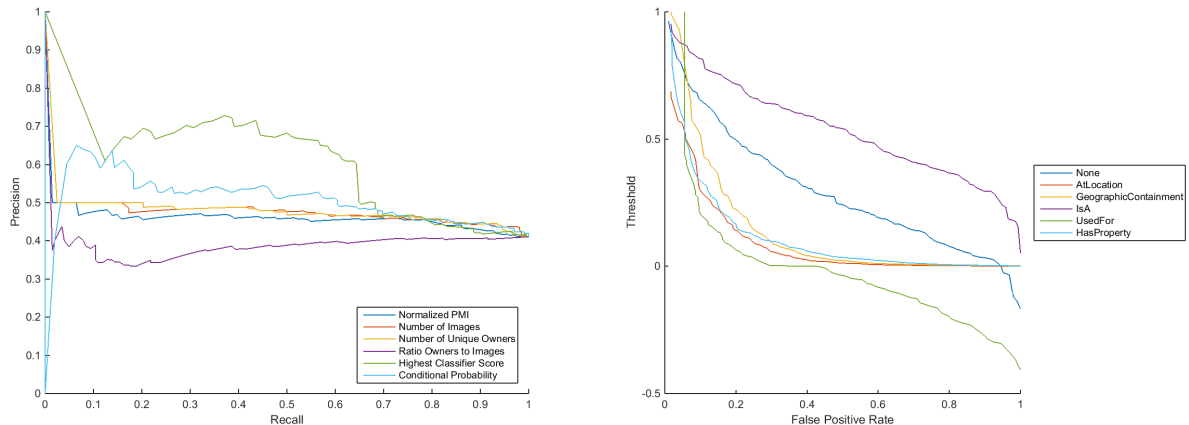 1
0.9
0.8
0.7
0.6
0.5
0.4
0.3
0.2
0.1
0
Precision
0 0.1 0.2 0.3 0.4 0.5 0.6 0.7 0.8 0.9 1
Recall
Normalized PMI
Number of Images
Number of Unique Owners
Ratio Owners to Images
Highest Classifier Score
Conditional Probability
1
0.5
0
-0.5
Threshold
0 0.2 0.4 0.6 0.8 1
False Positive Rate
None
AtLocation
GeographicContainment
IsA
UsedFor
HasProperty